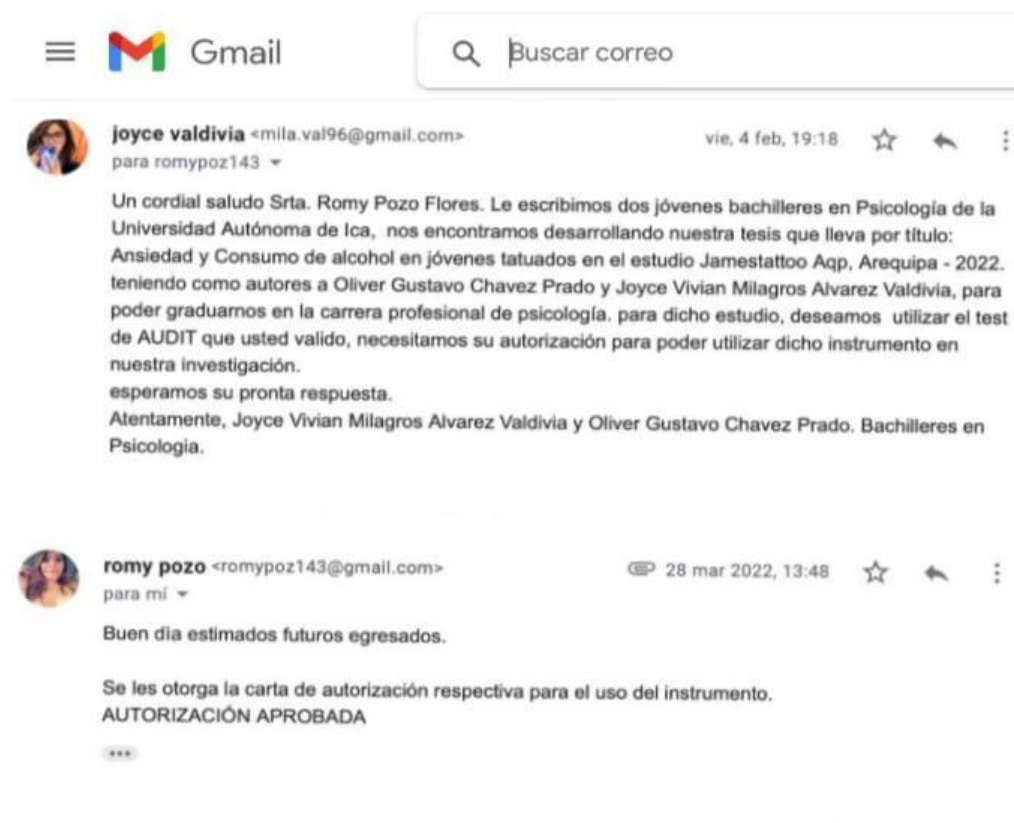 Gmail
Buscar correo
joyce valdivia <mila.val96@gmail.com>
vie, 4 feb, 19:18
para romypoz143
Un cordial saludo Srta. Romy Pozo Flores. Le escribimos dos jóvenes bachilleres en Psicología de la
Universidad Autónoma de Ica, nos encontramos desarrollando nuestra tesis que lleva por título:
Ansiedad y Consumo de alcohol en jóvenes tatuados en el estudio Jamestattoo Aqp, Arequipa - 2022.
teniendo como autores a Oliver Gustavo Chavez Prado y Joyce Vivian Milagros Alvarez Valdivia, para
poder graduarnos en la carrera profesional de psicología. para dicho estudio, deseamos utilizar el test
de AUDIT que usted valido, necesitamos su autorización para poder utilizar dicho instrumento en
nuestra investigación.
esperamos su pronta respuesta.
Atentamente, Joyce Vivian Milagros Alvarez Valdivia y Oliver Gustavo Chavez Prado. Bachilleres en
Psicologia.
romy pozo <romypoz143@gmail.com>
28 mar 2022, 13:48
para mí
Buen dia estimados futuros egresados.
Se les otorga la carta de autorización respectiva para el uso del instrumento.
AUTORIZACIÓN APROBADA